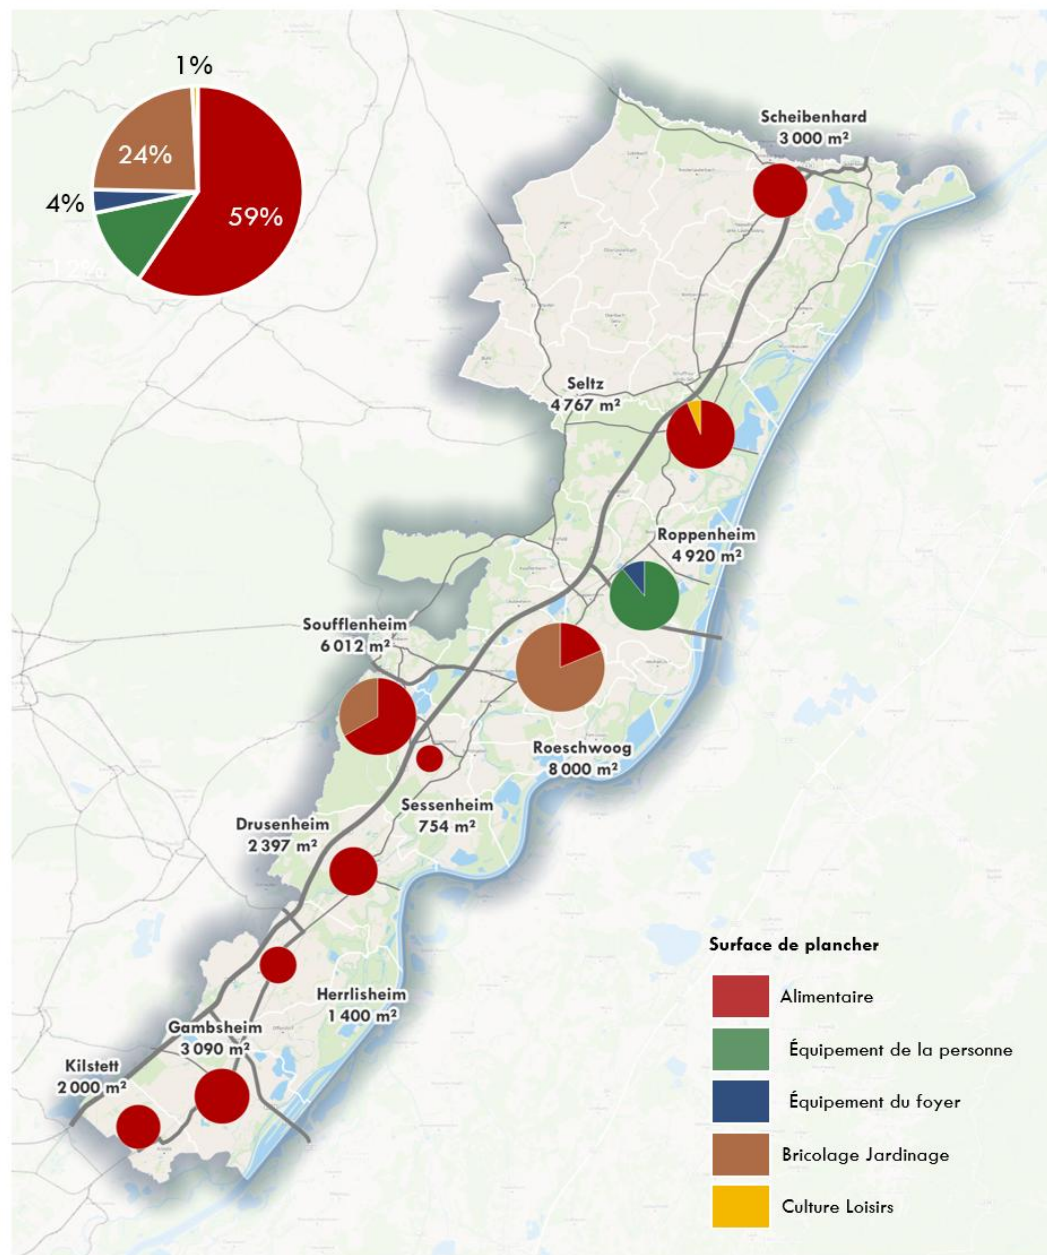 1%
24%
4%
59%
12%
Scheibenhard
3 000 m²
Seltz
4 767 m²
Roppenheim
4 920 m²
Soufflenheim
6 012 m²
Roeschwoog
8 000 m²
Sessenheim
754 m²
Drusenheim
2 397 m²
Herrlisheim
1 400 m²
Gambsheim
3 090 m²
Kilstett
2 000 m²
Surface de plancher
Alimentaire
Équipement de la personne
Équipement du foyer
Bricolage Jardinage
Culture Loisirs